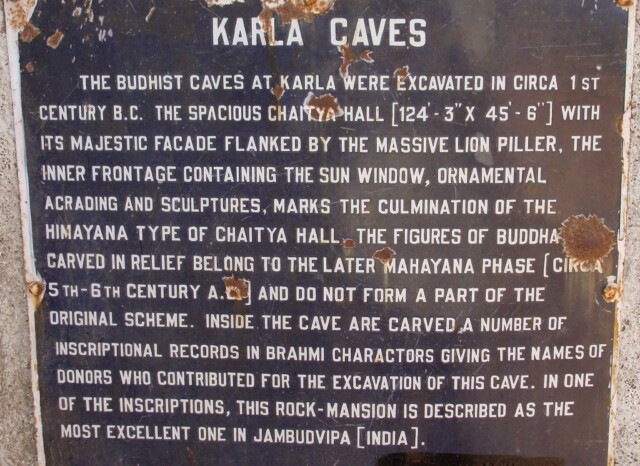 KARLA CAVES
THE BUDHIST CAVES AT KARLA WERE EXCAVATED IN CIRCA 1ST
CENTURY B.C. THE SPACIOUS CHAITYA HALL [124'-3" X 45'-6"] WITH
ITS MAJESTIC FACADE FLANKED BY THE MASSIVE LION PILLER, THE
INNER FRONTAGE CONTAINING THE SUN WINDOW, ORNAMENTAL
ACRADING AND SCULPTURES, MARKS THE CULMINATION OF THE
HIMAYANA TYPE OF CHAITYA HALL. THE FIGURES OF BUDDHA
CARVED IN RELIEF BELONG TO THE LATER MAHAYANA PHASE [CIRCA
5TH-6TH CENTURY A.D.] AND DO NOT FORM A PART OF THE
ORIGINAL SCHEME. INSIDE THE CAVE ARE CARVED A NUMBER OF
INSCRIPTIONAL RECORDS IN BRAHMI CHARACTORS GIVING THE NAMES OF
DONORS WHO CONTRIBUTED FOR THE EXCAVATION OF THIS CAVE. IN ONE
OF THE INSCRIPTIONS, THIS ROCK-MANSION IS DESCRIBED AS THE
MOST EXCELLENT ONE IN JAMBUDVIPA [INDIA].